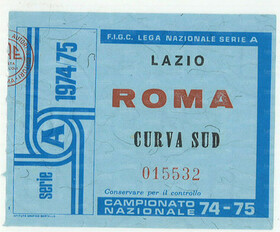 F.I.G.C. LEGA NAZIONALE SERIE A
LAZIO
ROMA
CURVA SUD
015532
Conservare per il controllo
CAMPIONATO
NAZIONALE 74-75
serie A 1974/75